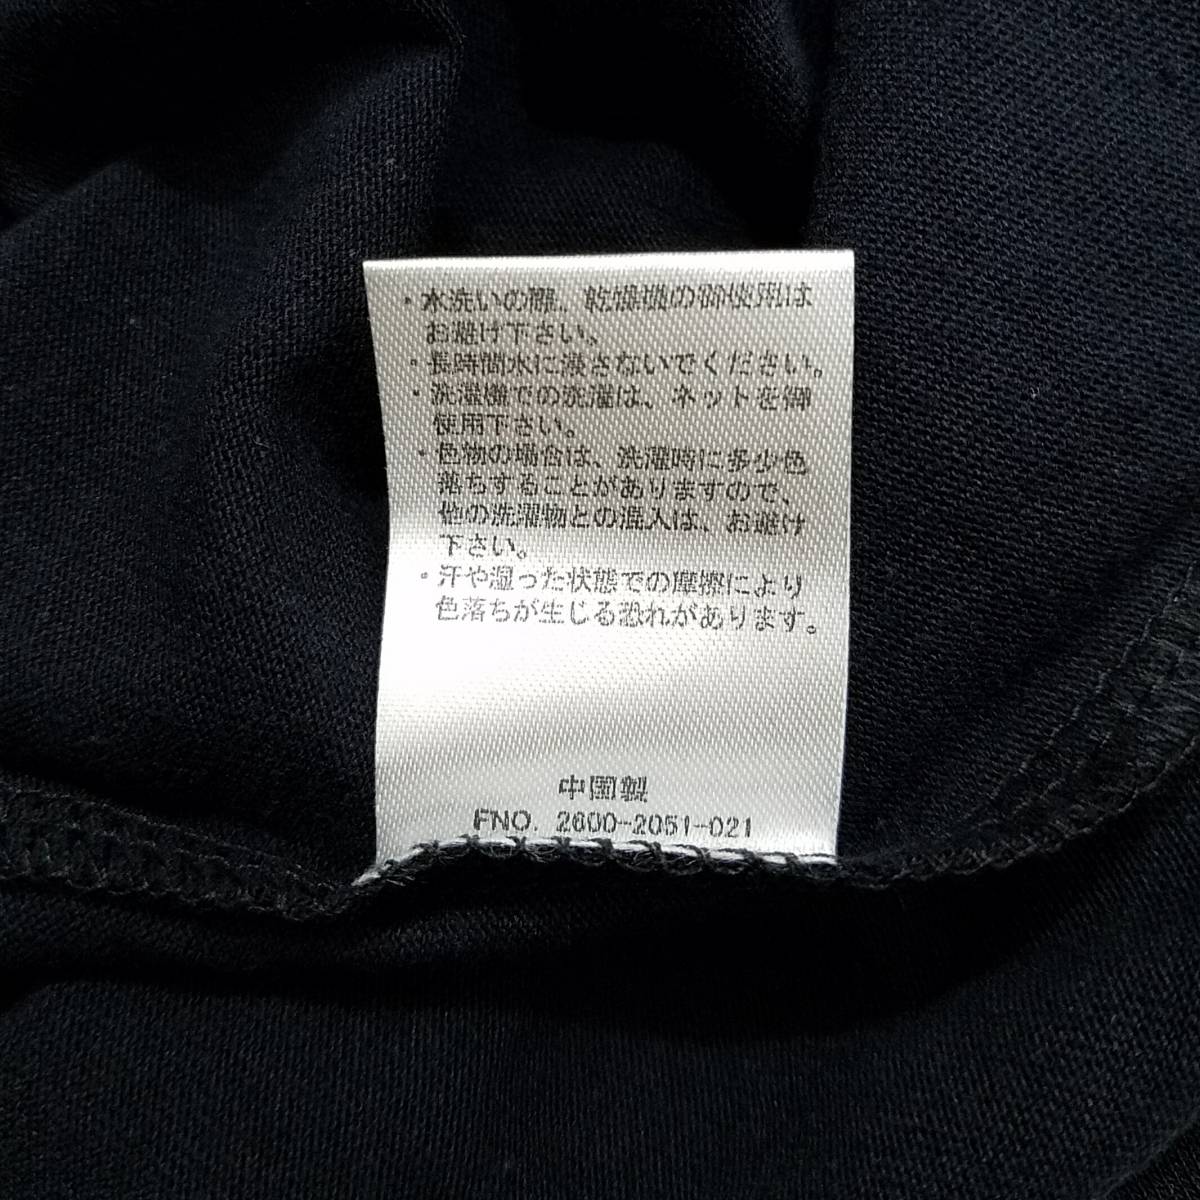 ・水洗いの際、乾燥機の御使用は
お避け下さい。
・長時間水に浸さないでください。
・洗濯機での洗濯は、ネットを御
使用下さい。
・色物の場合は、洗濯時に多少色
落ちすることがありますので、
他の洗濯物との混入は、お避け
下さい。
・汗や湿った状態での摩擦により
色落ちが生じる恐れがあります。
中国製
FNO. 2600-2051-021